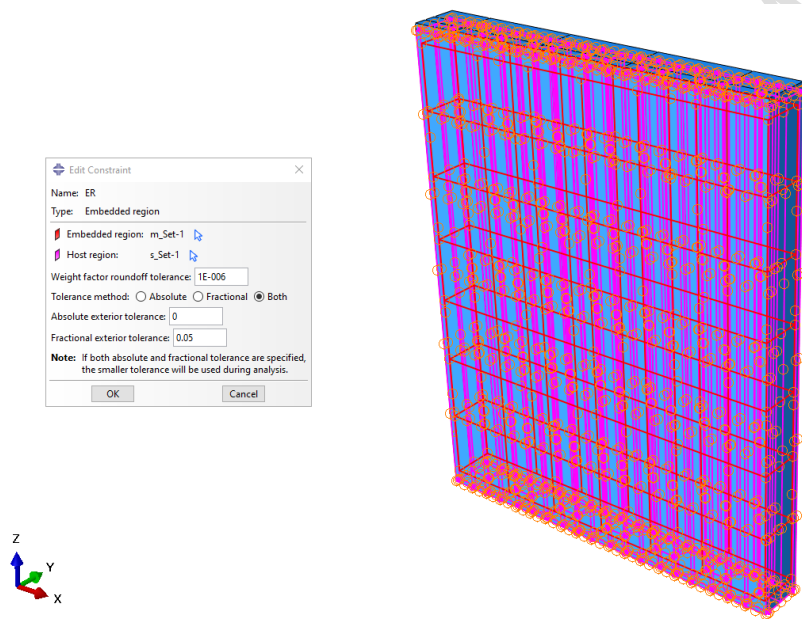 Edit Constraint
Name: ER
Type: Embedded region
Embedded region: m_Set-1
Host region: s_Set-1
Weight factor roundoff tolerance: 1E-006
Tolerance method: Absolute Fractional Both
Absolute exterior tolerance: 0
Fractional exterior tolerance: 0.05
Note: If both absolute and fractional tolerance are specified,
the smaller tolerance will be used during analysis.
OK Cancel
Z
Y
X